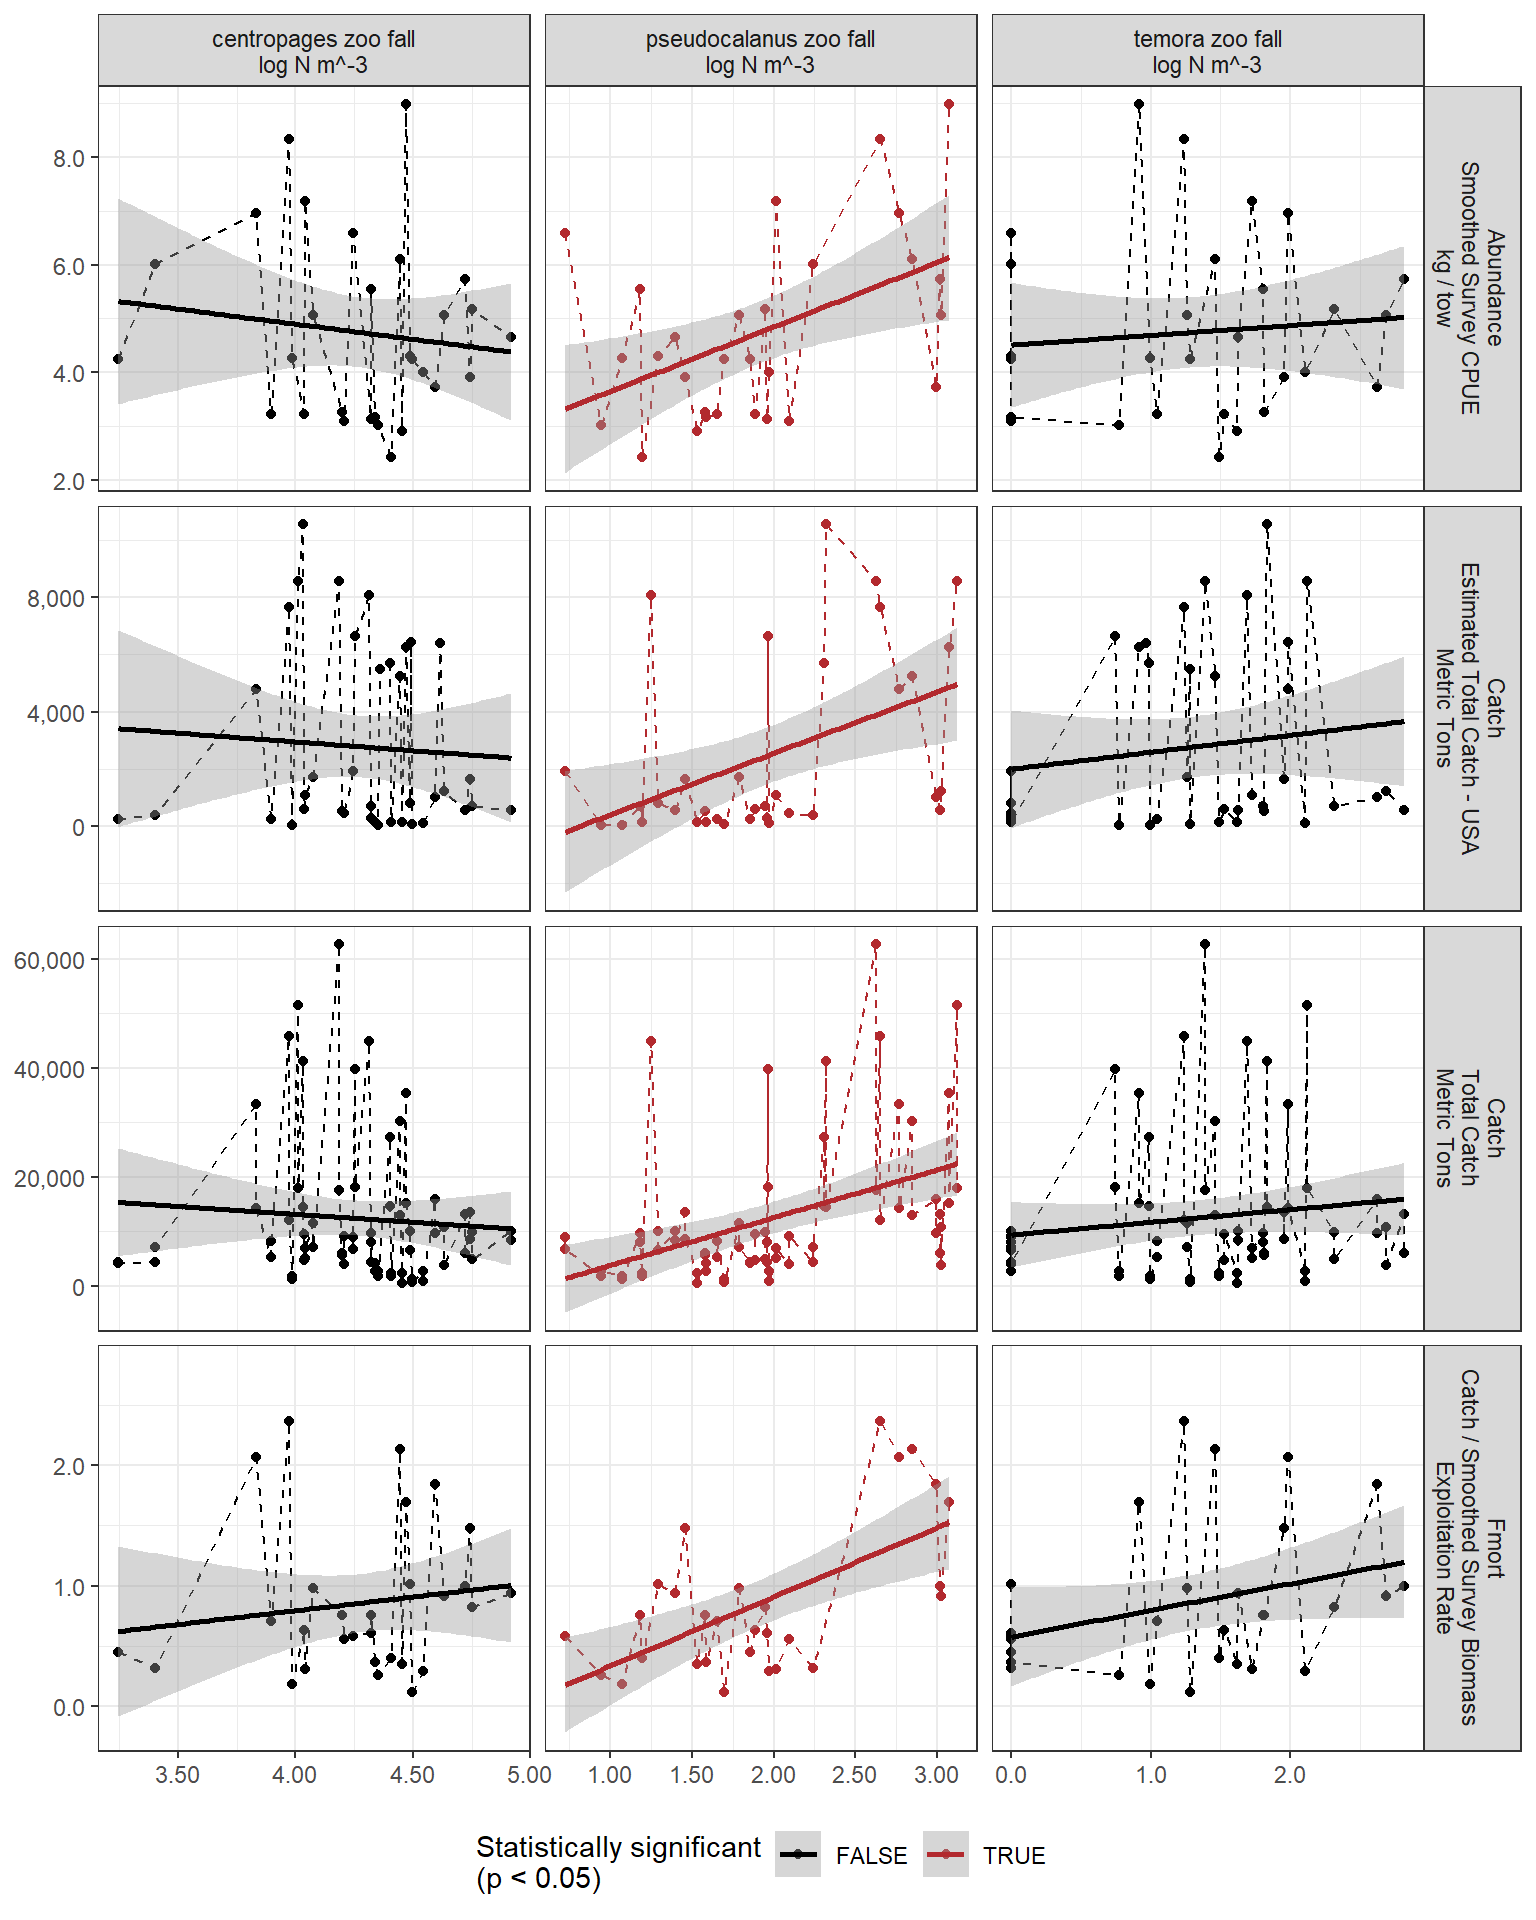 centropages zoo fall
log N m^-3
pseudocalanus zoo fall
log N m^-3
temora zoo fall
log N m^-3
8.0
6.0
4.0
2.0
Abundance
Smoothed Survey CPUE
kg / tow
8,000
4,000
0
Catch
Estimated Total Catch - USA
Metric Tons
60,000
40,000
20,000
0
Catch
Total Catch
Metric Tons
2.0
1.0
0.0
Fmort
Catch / Smoothed Survey Biomass
Exploitation Rate
3.50 4.00 4.50 5.00
1.00 1.50 2.00 2.50 3.00
0.0 1.0 2.0
Statistically significant
(p < 0.05)
FALSE
TRUE